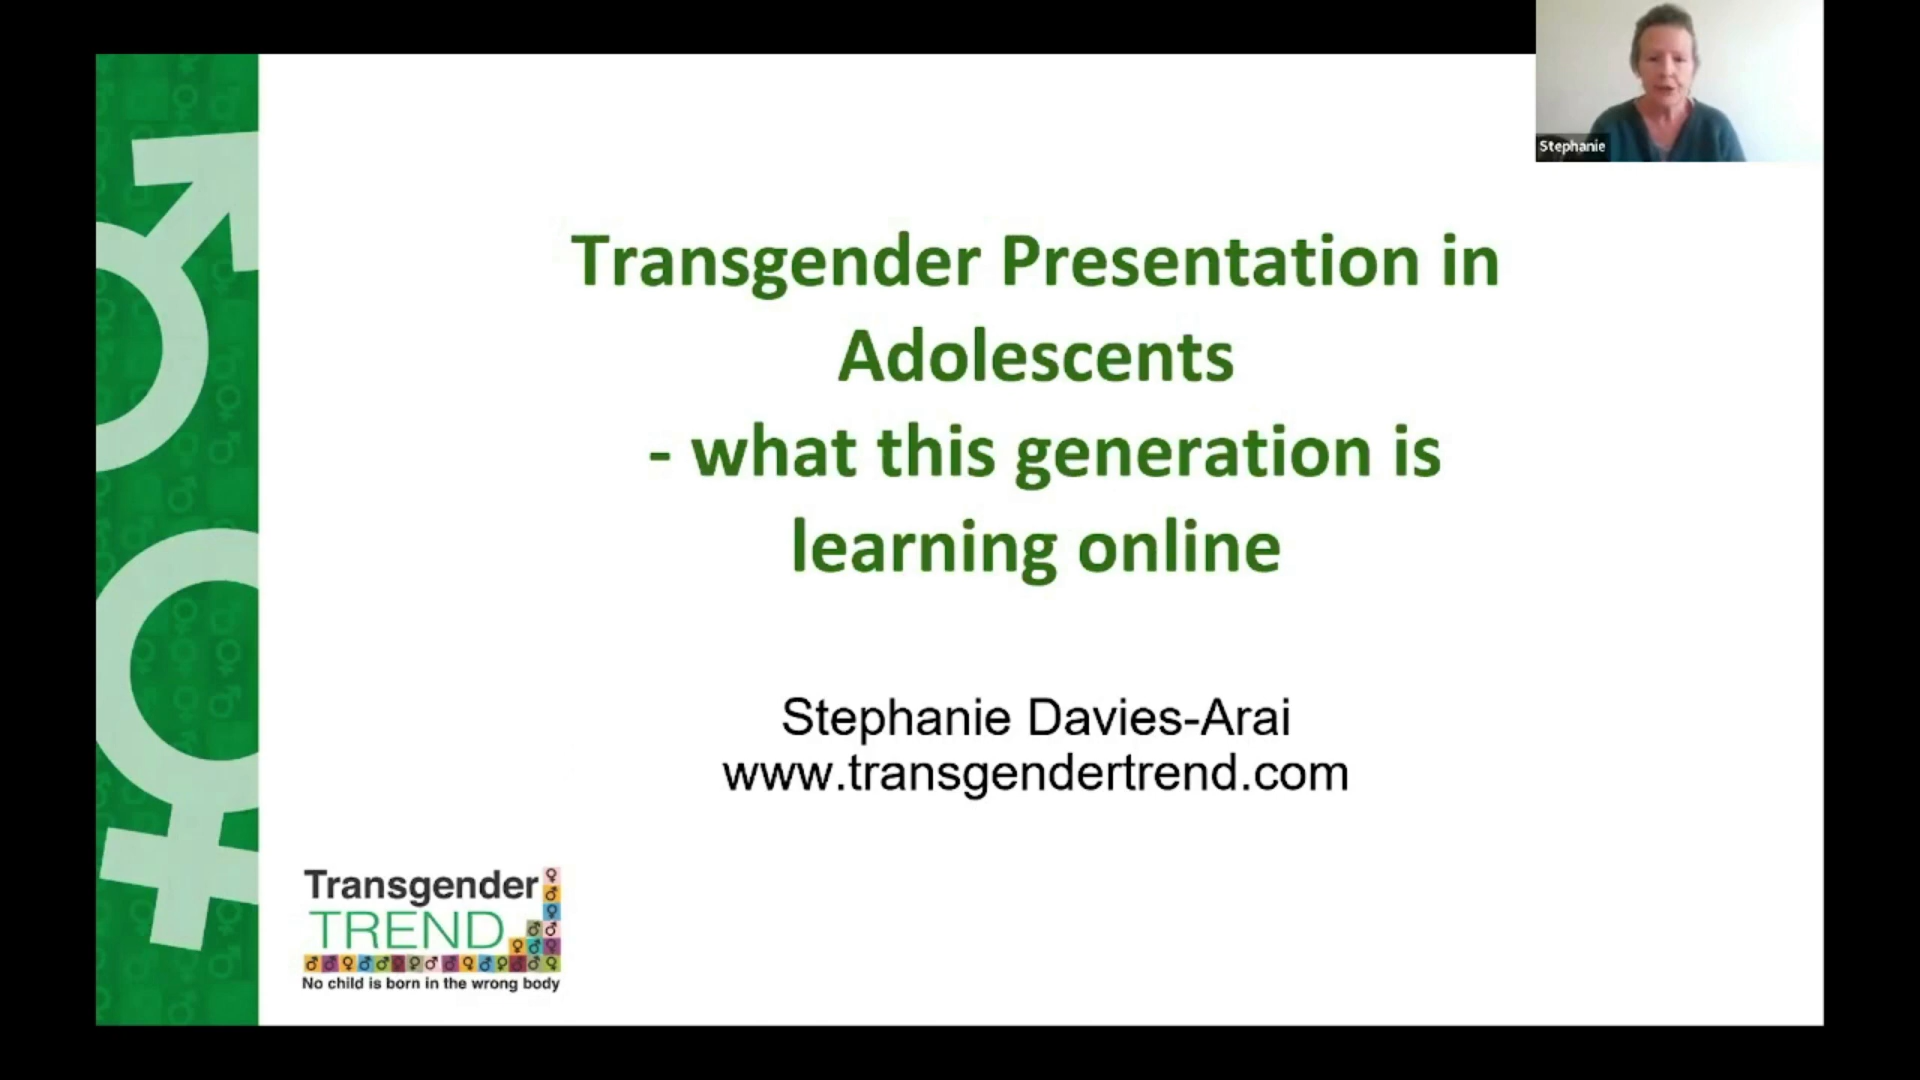 Stephanie
Transgender Presentation in
Adolescents
- what this generation is
learning online
Stephanie Davies-Arai
www.transgendertrend.com
Transgender
TREND
No child is born in the wrong body